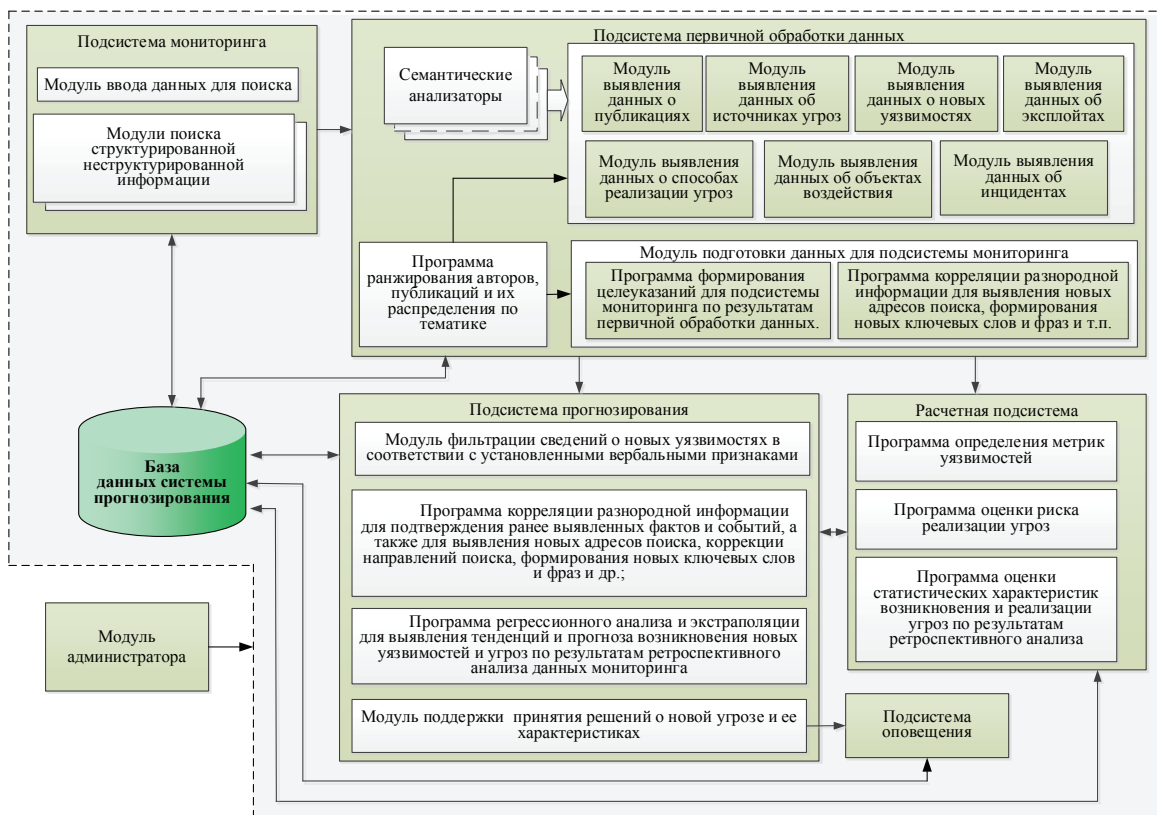 Подсистема мониторинга
Модуль ввода данных для поиска
Модули поиска
структурированной
неструктурированной
информации
Подсистема первичной обработки данных
Семантические
анализаторы
Модуль
выявления
данных о
публикациях
Модуль
выявления
данных об
источниках угроз
Модуль
выявления
данных о новых
уязвимостях
Модуль
выявления
данных об
эксплойтах
Модуль выявления
данных о способах
реализации угроз
Модуль выявления
данных об объектах
воздействия
Модуль выявления
данных об
инцидентах
Программа
ранжирования авторов,
публикаций и их
распределения по
тематике
Модуль подготовки данных для подсистемы мониторинга
Программа формирования
целеуказаний для подсистемы
мониторинга по результатам
первичной обработки данных.
Программа корреляции разнородной
информации для выявления новых
адресов поиска, формирования
новых ключевых слов и фраз и т.п.
База
данных системы
прогнозирования
Подсистема прогнозирования
Модуль фильтрации сведений о новых уязвимостях в
соответствии с установленными вербальными признаками
Программа корреляции разнородной информации
для подтверждения ранее выявленных фактов и событий, а
также для выявления новых адресов поиска, коррекции
направлений поиска, формирования новых ключевых слов
и фраз и др.;
Программа регрессионного анализа и экстраполяции
для выявления тенденций и прогноза возникновения новых
уязвимостей и угроз по результатам ретроспективного
анализа данных мониторинга
Модуль поддержки принятия решений о новой угрозе и ее
характеристиках
Расчетная подсистема
Программа определения метрик
уязвимостей
Программа оценки риска
реализации угроз
Программа оценки
статистических характеристик
возникновения и реализации
угроз по результатам
ретроспективного анализа
Модуль
администратора
Подсистема
оповещения